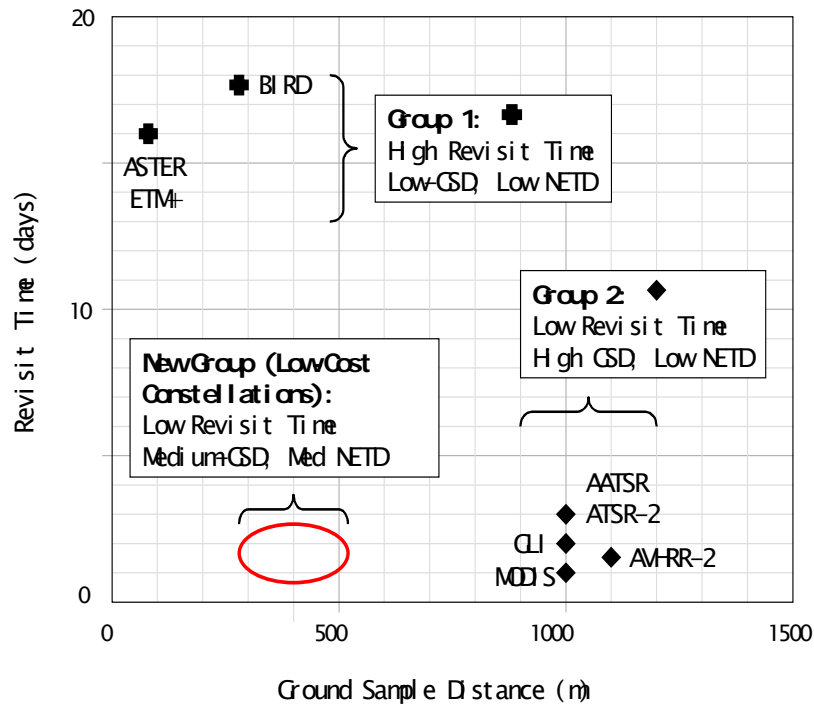 20
BIRD
ASTER
ETM+
Group 1:
High Revisit Time
Low-GSD, Low NETD
10
Group 2:
Low Revisit Time
High GSD, Low NETD
New Group (Low-Cost
Constellations):
Low Revisit Time
Medium-GSD, Med NETD
AATSR
ATSR-2
GLI
AVHRR-2
MODIS
0
0
500
1000
1500
Revisit Time (days)
Ground Sample Distance (m)